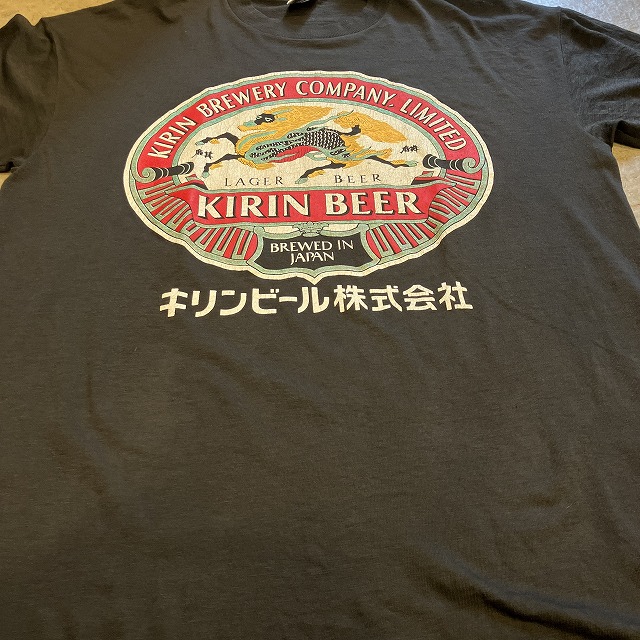 KIRIN BREWERY COMPANY, LIMITED
LAGER BEER
KIRIN BEER
BREWED IN
JAPAN
キリンビール株式会社